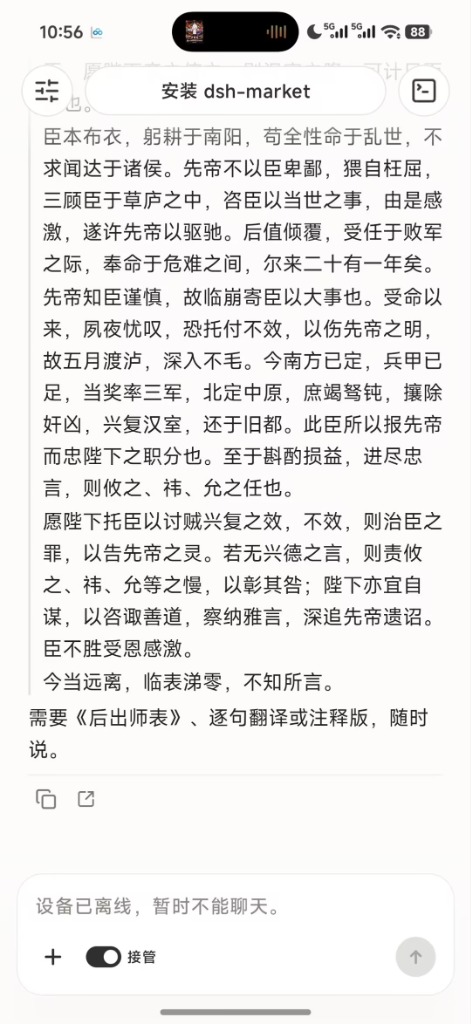 10:56
5G
5G
88
安装 dsh-market
也。
臣本布衣，躬耕于南阳，苟全性命于乱世，不
求闻达于诸侯。先帝不以臣卑鄙，猥自枉屈，
三顾臣于草庐之中，咨臣以当世之事，由是感
激，遂许先帝以驱驰。后值倾覆，受任于败军
之际，奉命于危难之间，尔来二十有一年矣。
先帝知臣谨慎，故临崩寄臣以大事也。受命以
来，夙夜忧叹，恐托付不效，以伤先帝之明，
故五月渡泸，深入不毛。今南方已定，兵甲已
足，当奖率三军，北定中原，庶竭驽钝，攘除
奸凶，兴复汉室，还于旧都。此臣所以报先帝
而忠陛下之职分也。至于斟酌损益，进尽忠
言，则攸之、祎、允之任也。
愿陛下托臣以讨贼兴复之效，不效，则治臣之
罪，以告先帝之灵。若无兴德之言，则责攸
之、祎、允等之慢，以彰其咎；陛下亦宜自
谋，以咨诹善道，察纳雅言，深追先帝遗诏。
臣不胜受恩感激。
今当远离，临表涕零，不知所言。
需要《后出师表》、逐句翻译或注释版，随时
说。
设备已离线，暂时不能聊天。
接管